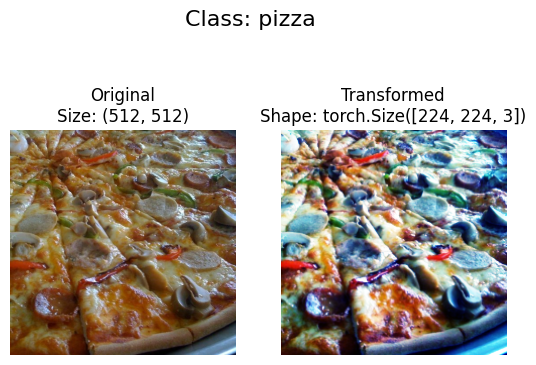 Class: pizza
Original
Size: (512, 512)
Transformed
Shape: torch.Size([224, 224, 3])